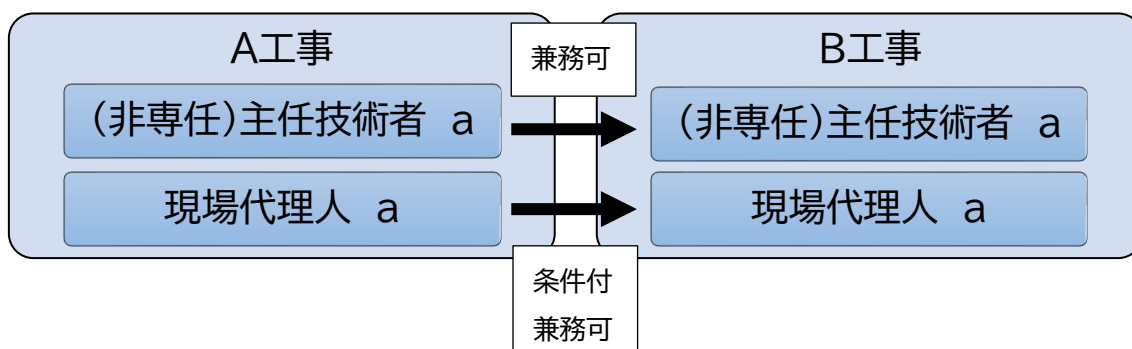 A工事
兼務可
B工事
(非専任)主任技術者 a
(非専任)主任技術者 a
現場代理人 a
現場代理人 a
条件付
兼務可